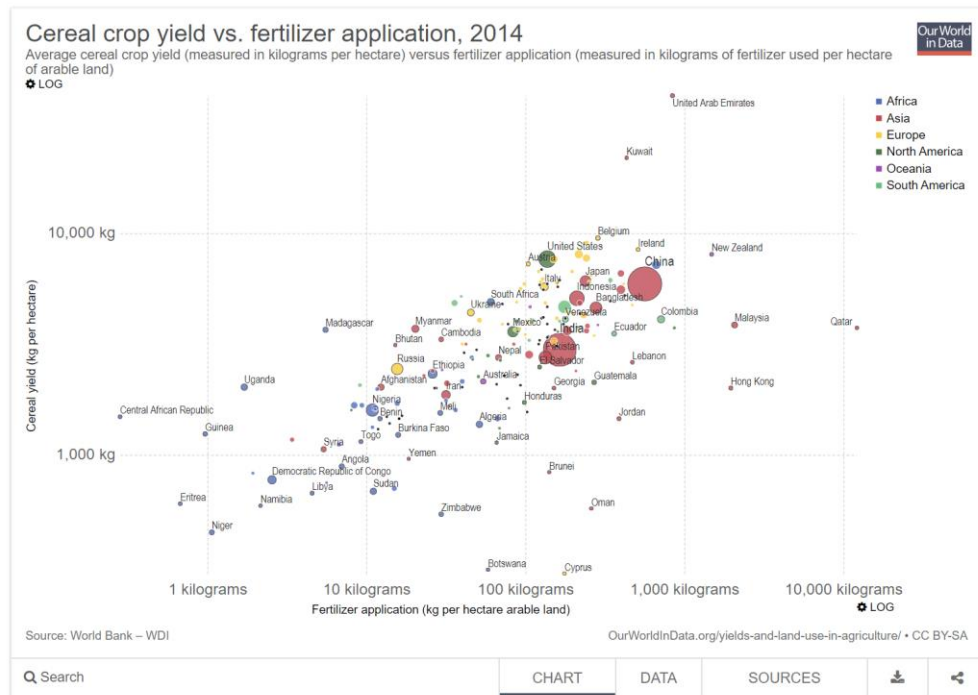 Cereal crop yield vs. fertilizer application, 2014
Average cereal crop yield (measured in kilograms per hectare) versus fertilizer application (measured in kilograms of fertilizer used per hectare
of arable land)
LOG
Our World
in Data
Africa
Asia
Europe
North America
Oceania
South America
United Arab Emirates
Kuwait
10,000 kg
Belgium
United States
Ireland
New Zealand
Austria
China
Italy
Japan
Indonesia
South Africa
Bangladesh
Ukraine
Venezuela
Colombia
Madagascar
Myanmar
Mexico
India
Ecuador
Malaysia
Qatar
Bhutan
Cambodia
Pakistan
Nepal
El Salvador
Lebanon
Russia
Ethiopia
Uganda
Afghanistan
Iran
Australia
Georgia
Guatemala
Hong Kong
Central African Republic
Nigeria
Benin
Mali
Honduras
Guinea
Togo
Burkina Faso
Algeria
Jamaica
Jordan
1,000 kg
Syria
Angola
Yemen
Democratic Republic of Congo
Brunei
Libya
Sudan
Eritrea
Namibia
Zimbabwe
Oman
Niger
Botswana
Cyprus
Cereal yield (kg per hectare)
1 kilograms
10 kilograms
100 kilograms
1,000 kilograms
10,000 kilograms
Fertilizer application (kg per hectare arable land)
LOG
Source: World Bank – WDI
OurWorldInData.org/yields-and-land-use-in-agriculture/ • CC BY-SA
Search
CHART
DATA
SOURCES